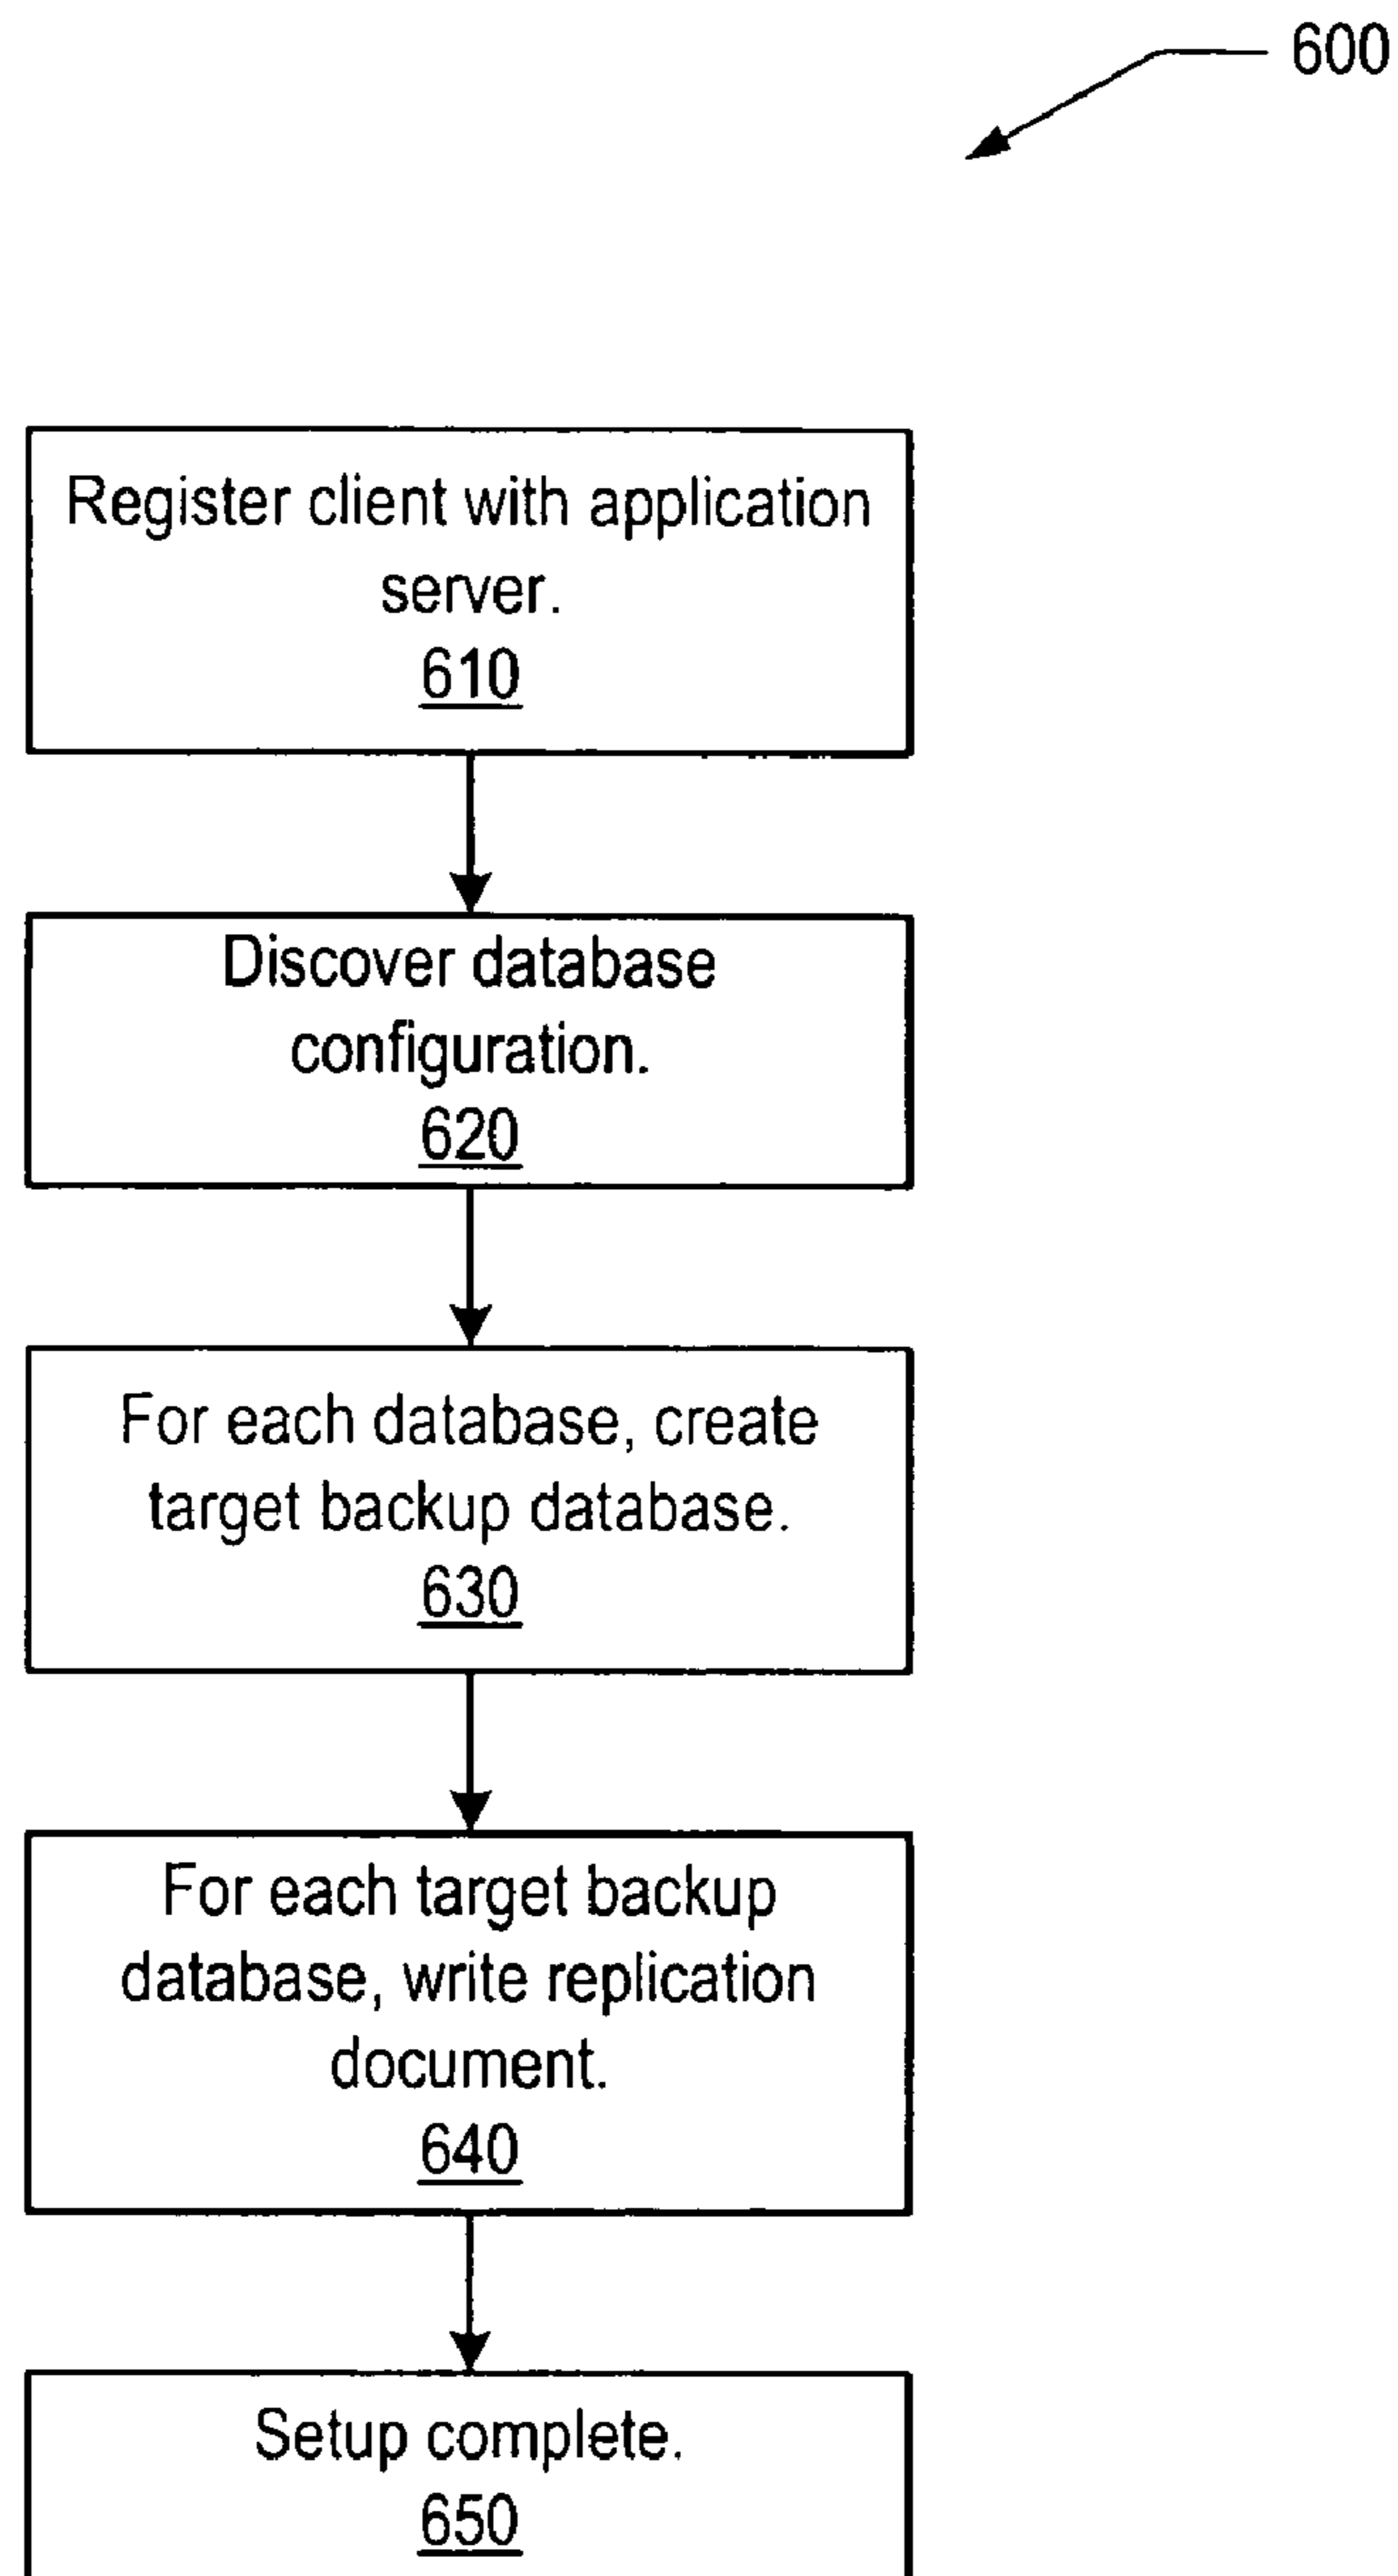 600
Register client with application
server.
610
Discover database
configuration.
620
For each database, create
target backup database.
630
For each target backup
database, write replication
document.
640
Setup complete.
650